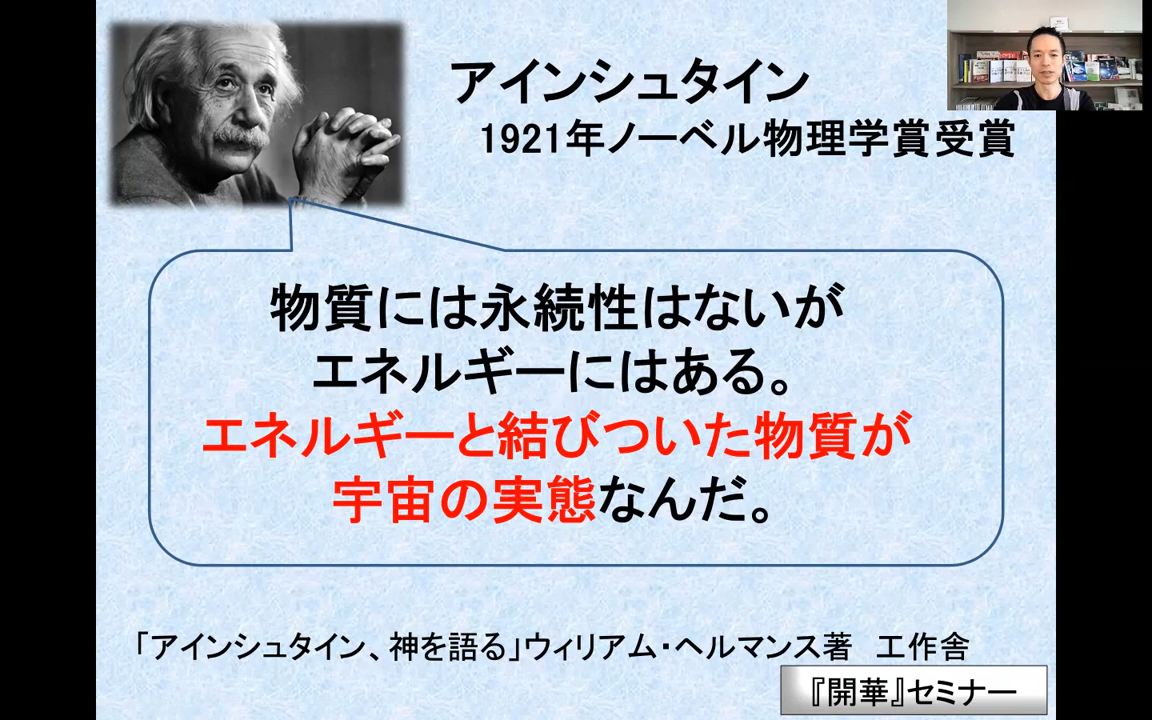 アインシュタイン
1921年ノーベル物理学賞受賞
物質には永続性はないが
エネルギーにはある。
エネルギーと結びついた物質が
宇宙の実態なんだ。
「アインシュタイン、神を語る」ウィリアム・ヘルマンス著　工作舎
『開華』セミナー